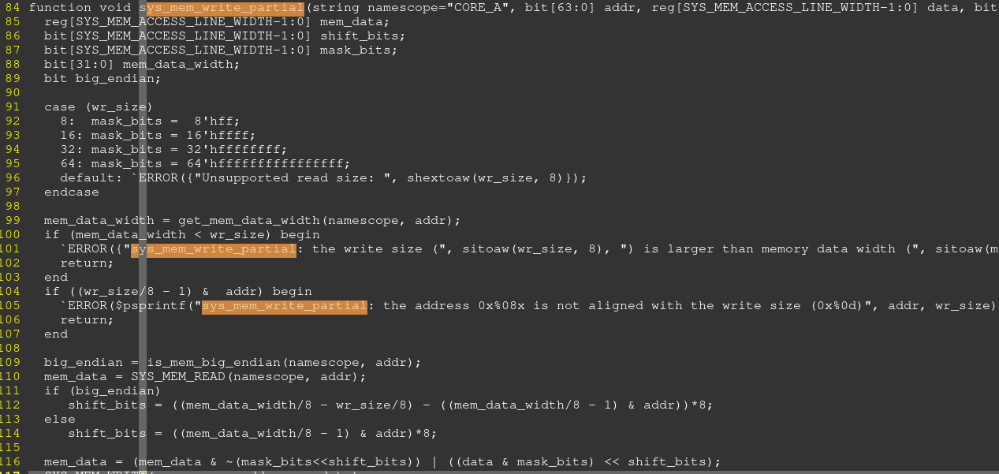 84 function void sys_mem_write_partial(string namescope="CORE_A", bit[63:0] addr, reg[SYS_MEM_ACCESS_LINE_WIDTH-1:0] data, bit
85 reg[SYS_MEM_ACCESS_LINE_WIDTH-1:0] mem_data;
86 bit[SYS_MEM_ACCESS_LINE_WIDTH-1:0] shift_bits;
87 bit[SYS_MEM_ACCESS_LINE_WIDTH-1:0] mask_bits;
88 bit[31:0] mem_data_width;
89 bit big_endian;
90
91 case (wr_size)
92 8:  mask_bits =  8'hff;
93 16: mask_bits = 16'hffff;
94 32: mask_bits = 32'hffffffff;
95 64: mask_bits = 64'hffffffffffffffff;
96 default: `ERROR({"Unsupported read size: ", shextoaw(wr_size, 8)});
97 endcase
98
99 mem_data_width = get_mem_data_width(namescope, addr);
100 if (mem_data_width < wr_size) begin
101 `ERROR({"sys_mem_write_partial: the write size (", sitoaw(wr_size, 8), ") is larger than memory data width (", sitoaw(m
102 return;
103 end
104 if ((wr_size/8 - 1) &  addr) begin
105 `ERROR($psprintf("sys_mem_write_partial: the address 0x%08x is not aligned with the write size (0x%0d)", addr, wr_size)
106 return;
107 end
108
109 big_endian = is_mem_big_endian(namescope, addr);
110 mem_data = SYS_MEM_READ(namescope, addr);
111 if (big_endian)
112 shift_bits = ((mem_data_width/8 - wr_size/8) - ((mem_data_width/8 - 1) & addr))*8;
113 else
114 shift_bits = ((mem_data_width/8 - 1) & addr)*8;
115
116 mem_data = (mem_data & ~(mask_bits<<shift_bits)) | ((data & mask_bits) << shift_bits);